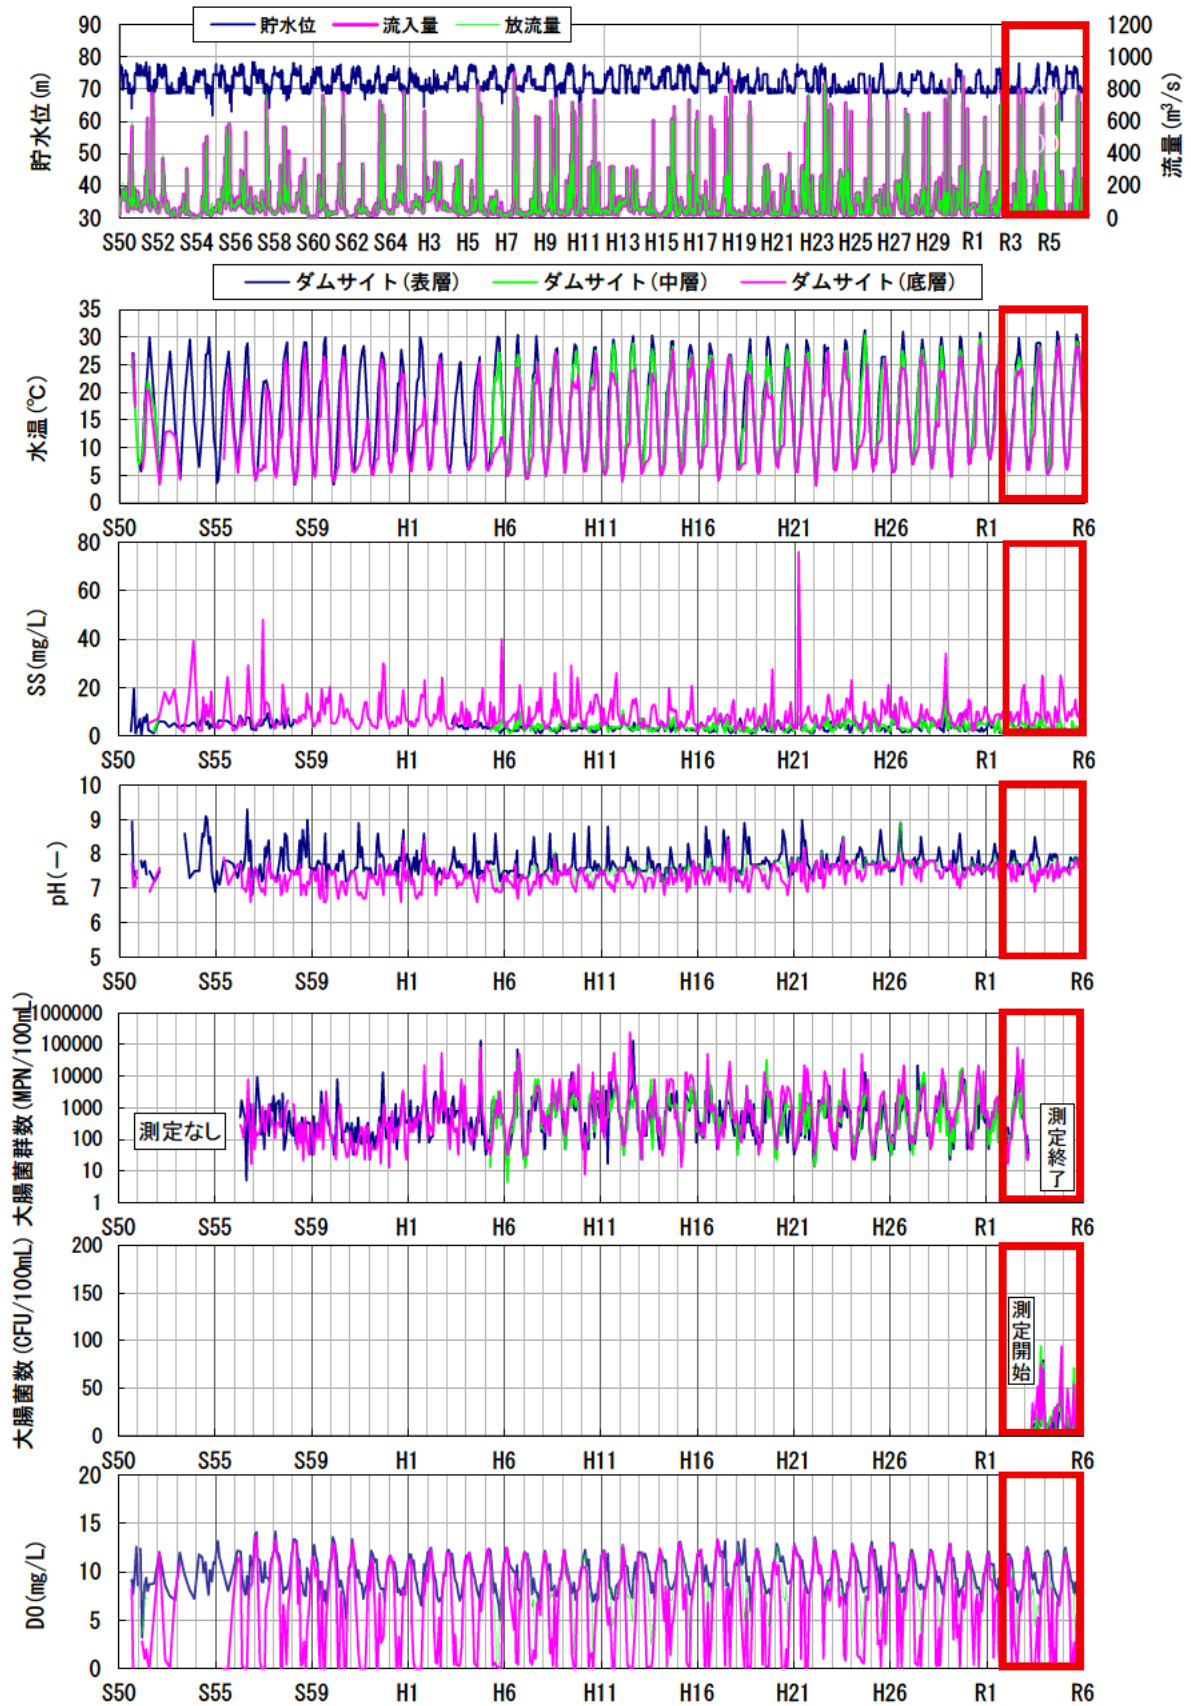 貯水位 流入量 放流量
貯水位(m)
90
80
70
60
50
40
30
流量(m³/s)
1200
1000
800
600
400
200
0
S50 S52 S54 S56 S58 S60 S62 S64 H3 H5 H7 H9 H11 H13 H15 H17 H19 H21 H23 H25 H27 H29 R1 R3 R5
ダムサイト(表層) ダムサイト(中層) ダムサイト(底層)
水温(℃)
35
30
25
20
15
10
5
0
S50 S55 S59 H1 H6 H11 H16 H21 H26 R1 R6
SS(mg/L)
80
60
40
20
0
S50 S55 S59 H1 H6 H11 H16 H21 H26 R1 R6
pH(―)
10
9
8
7
6
5
S50 S55 S59 H1 H6 H11 H16 H21 H26 R1 R6
大腸菌群数(MPN/100mL)
1000000
100000
10000
1000
100
10
1
測定なし
測定終了
S50 S55 S59 H1 H6 H11 H16 H21 H26 R1 R6
大腸菌数(CFU/100mL)
200
150
100
50
0
測定開始
S50 S55 S59 H1 H6 H11 H16 H21 H26 R1 R6
DO(mg/L)
20
15
10
5
0
S50 S55 S59 H1 H6 H11 H16 H21 H26 R1 R6